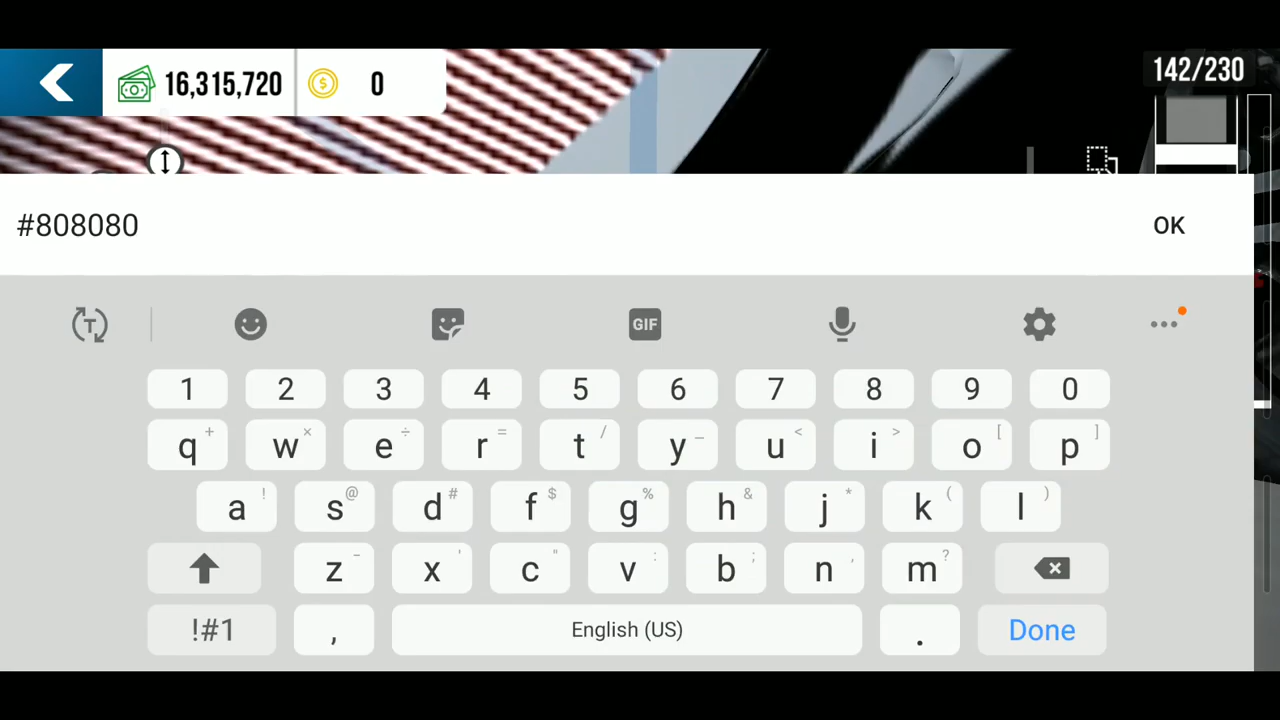 16,315,720 $ 0
142/230
#808080 OK
T GIF
1 2 3 4 5 6 7 8 9 0
q + w × e ÷ r = t / y _ u < i > o [ p ]
a ! s @ d # f $ g % h & j * k ( l )
z - x ' c " v : b ; n , m ?
!#1 , English (US) . Done